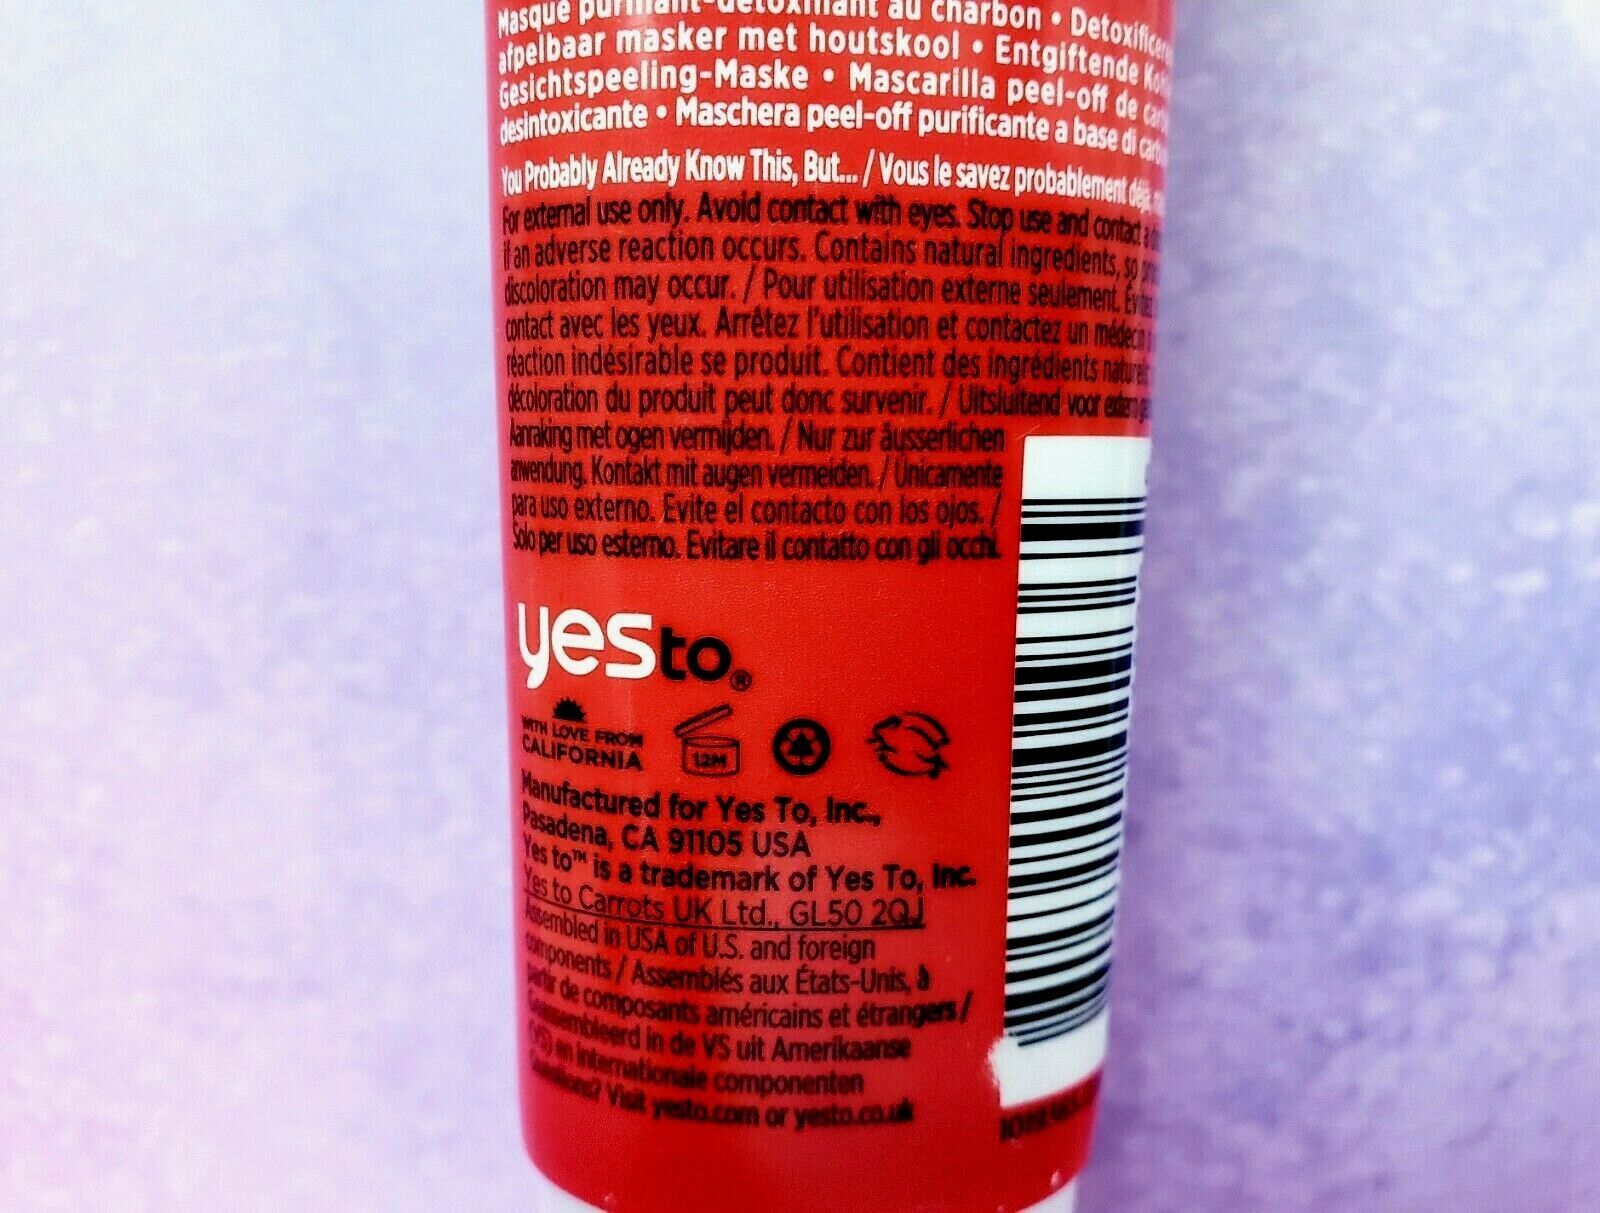 Masque purifiant-détoxifiant au charbon •
afpelbaar masker met houtskool • Entgiftende
Gesichtspeeling-Maske • Mascarilla peel-off de
desintoxicante • Maschera peel-off purificante a base di
You Probably Already Know This, But... / Vous le savez probablement déjà,
For external use only. Avoid contact with eyes. Stop use and contact a
if an adverse reaction occurs. Contains natural ingredients, so
discoloration may occur. / Pour utilisation externe seulement.
contact avec les yeux. Arrêtez l'utilisation et contactez un médecin
réaction indésirable se produit. Contient des ingrédients
décoloration du produit peut donc survenir. / Uitsluitend voor extern
Aanraking met ogen vermijden. / Nur zur äusserlichen
anwendung. Kontakt mit augen vermeiden. / Únicamente
para uso externo. Evite el contacto con los ojos. /
Solo per uso esterno. Evitare il contatto con gli occhi.
yes to®
WITH LOVE FROM
CALIFORNIA
12M
Manufactured for Yes To, Inc.,
Pasadena, CA 91105 USA
Yes to™ is a trademark of Yes To, Inc.
Yes to Carrots UK Ltd., GL50 2QJ
Assembled in USA of U.S. and foreign
components / Assemblés aux États-Unis, à
partir de composants américains et étrangers /
Geassembleerd in de VS uit Amerikaanse
(VS) en internationale componenten
Questions? Visit yesto.com or yesto.co.uk